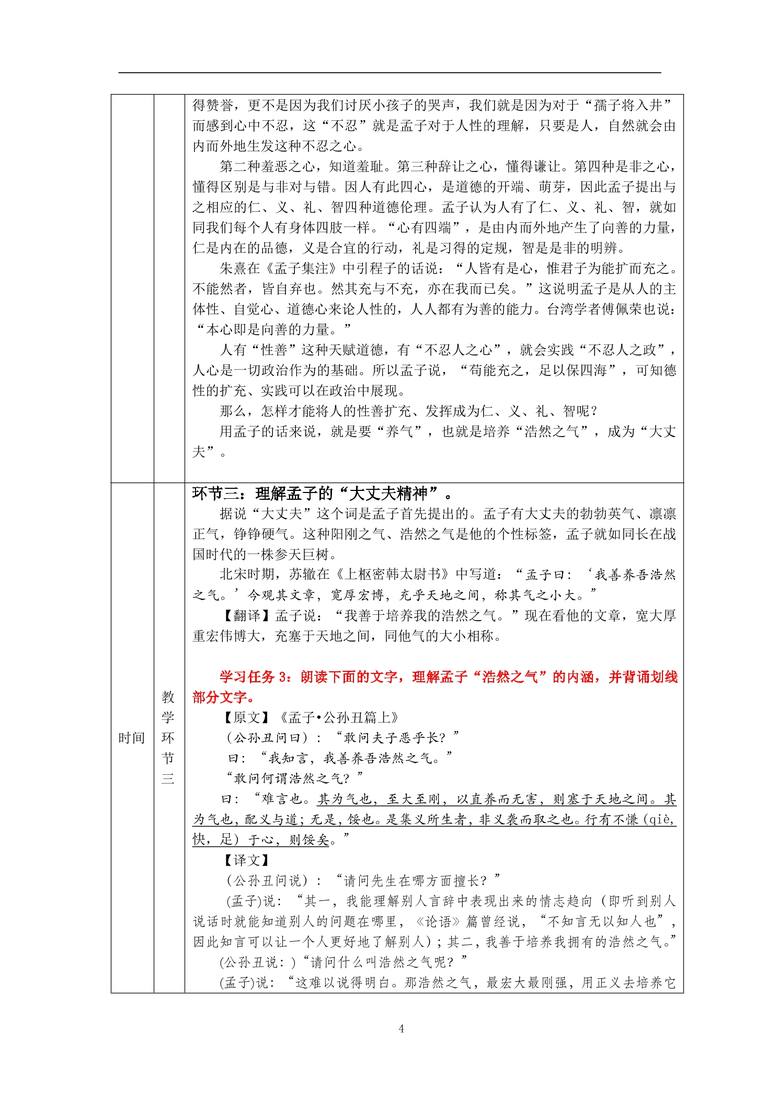 得赞誉，更不是因为我们讨厌小孩子的哭声，我们就是因为对于“孺子将入井”
而感到心中不忍，这“不忍”就是孟子对于人性的理解，只要是人，自然就会由
内而外地生发这种不忍之心。
第二种羞恶之心，知道羞耻。第三种辞让之心，懂得谦让。第四种是非之心，
懂得区别是与非对与错。因人有此四心，是道德的开端、萌芽，因此孟子提出与
之相应的仁、义、礼、智四种道德伦理。孟子认为人有了仁、义、礼、智，就如
同我们每个人有身体四肢一样。“心有四端”，是由内而外地产生了向善的力量，
仁是内在的品德，义是合宜的行动，礼是习得的定规，智是是非的明辨。
朱熹在《孟子集注》中引程子的话说：“人皆有是心，惟君子为能扩而充之。
不能然者，皆自弃也。然其充与不充，亦在我而已矣。”这说明孟子是从人的主
体性、自觉心、道德心来论人性的，人人都有为善的能力。台湾学者傅佩荣也说：
“本心即是向善的力量。”
人有“性善”这种天赋道德，有“不忍人之心”，就会实践“不忍人之政”，
人心是一切政治作为的基础。所以孟子说，“苟能充之，足以保四海”，可知德
性的扩充、实践可以在政治中展现。
那么，怎样才能将人的性善扩充、发挥成为仁、义、礼、智呢？
用孟子的话来说，就是要“养气”，也就是培养“浩然之气”，成为“大丈
夫”。
时间
教
学
环
节
三
环节三：理解孟子的“大丈夫精神”。
据说“大丈夫”这个词是孟子首先提出的。孟子有大丈夫的勃勃英气、凛凛
正气，铮铮硬气。这种阳刚之气、浩然之气是他的个性标签，孟子就如同长在战
国时代的一株参天巨树。
北宋时期，苏辙在《上枢密韩太尉书》中写道：“孟子曰：‘我善养吾浩然
之气。’今观其文章，宽厚宏博，充乎天地之间，称其气之小大。”
【翻译】孟子说：“我善于培养我的浩然之气。”现在看他的文章，宽大厚
重宏伟博大，充塞于天地之间，同他气的大小相称。
学习任务 3：朗读下面的文字，理解孟子“浩然之气”的内涵，并背诵划线
部分文字。
【原文】《孟子•公孙丑篇上》
（公孙丑问曰）：“敢问夫子恶乎长？”
曰：“我知言，我善养吾浩然之气。”
“敢问何谓浩然之气？”
曰：“难言也。其为气也，至大至刚，以直养而无害，则塞于天地之间。其
为气也，配义与道；无是，馁也。是集义所生者，非义袭而取之也。行有不慊（qiè，
快，足）于心，则馁矣。”
【译文】
（公孙丑问说）：“请问先生在哪方面擅长？”
(孟子)说：“其一，我能理解别人言辞中表现出来的情志趋向（即听到别人
说话时就能知道别人的问题在哪里，《论语》篇曾经说，“不知言无以知人也”，
因此知言可以让一个人更好地了解别人）；其二，我善于培养我拥有的浩然之气。”
(公孙丑说：)“请问什么叫浩然之气呢？”
(孟子)说：“这难以说得明白。那浩然之气，最宏大最刚强，用正义去培养它
4